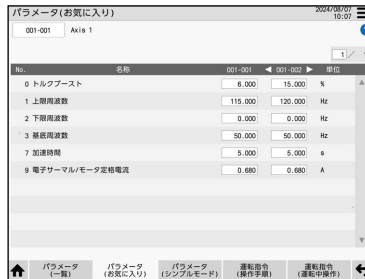 パラメータ(お気に入り)
2024/08/07
10:07
001-001 Axis 1
1 /
No. 名称 001-001 ◀ 001-002 ▶ 単位
0 トルクブースト 6.000 15.000 %
1 上限周波数 115.000 120.000 Hz
2 下限周波数 0.000 0.000 Hz
3 基底周波数 50.000 50.000 Hz
7 加速時間 5.000 5.000 s
9 電子サーマル/モータ定格電流 0.680 0.680 A
パラメータ
(一覧)
パラメータ
(お気に入り)
パラメータ
(シンプルモード)
運転指令
(操作手順)
運転指令
(運転中操作)